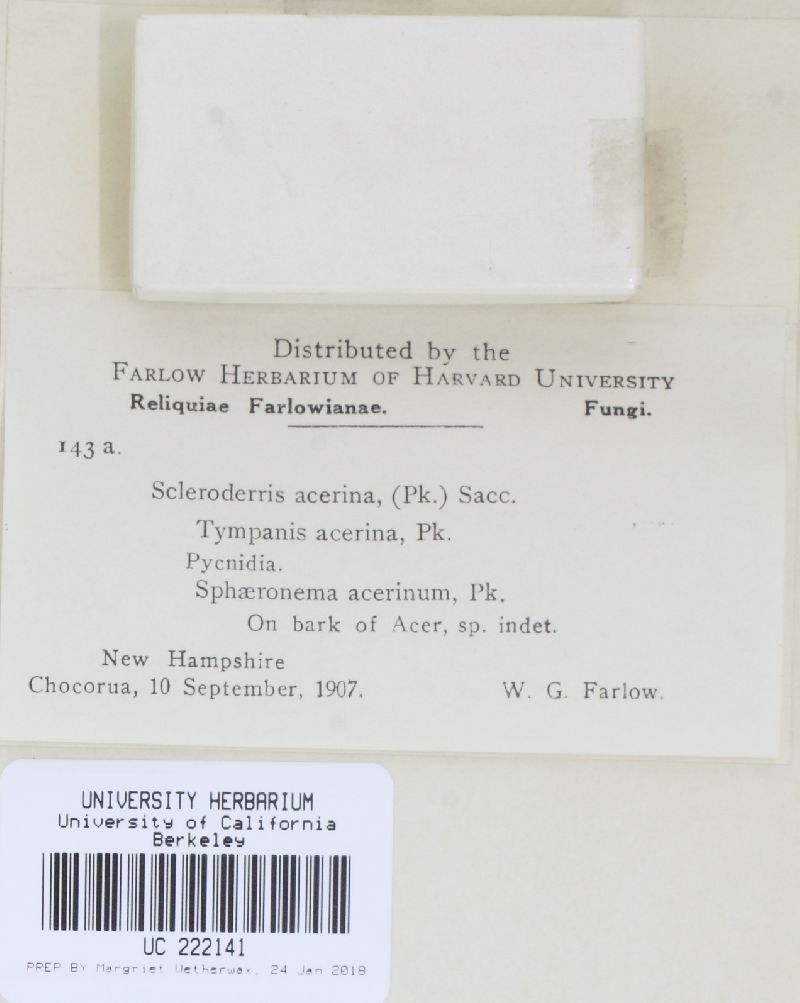 Distributed by the
Farlow Herbarium of Harvard University
Reliquiae Farlowianae. Fungi.
143 a.
Scleroderris acerina, (Pk.) Sacc.
Tympanis acerina, Pk.
Pycnidia.
Sphæronema acerinum, Pk.
On bark of Acer, sp. indet.
New Hampshire
Chocorua, 10 September, 1907. W. G. Farlow.
UNIVERSITY HERBARIUM
University of California
Berkeley
UC 222141
PREP BY Margriet Wetherwax, 24 Jan 2018